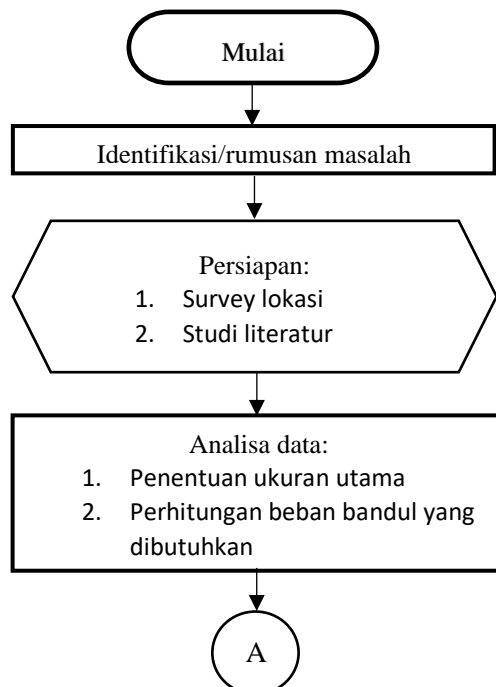 Mulai
Identifikasi/rumusan masalah
Persiapan:
1. Survey lokasi
2. Studi literatur
Analisa data:
1. Penentuan ukuran utama
2. Perhitungan beban bandul yang
dibutuhkan
A